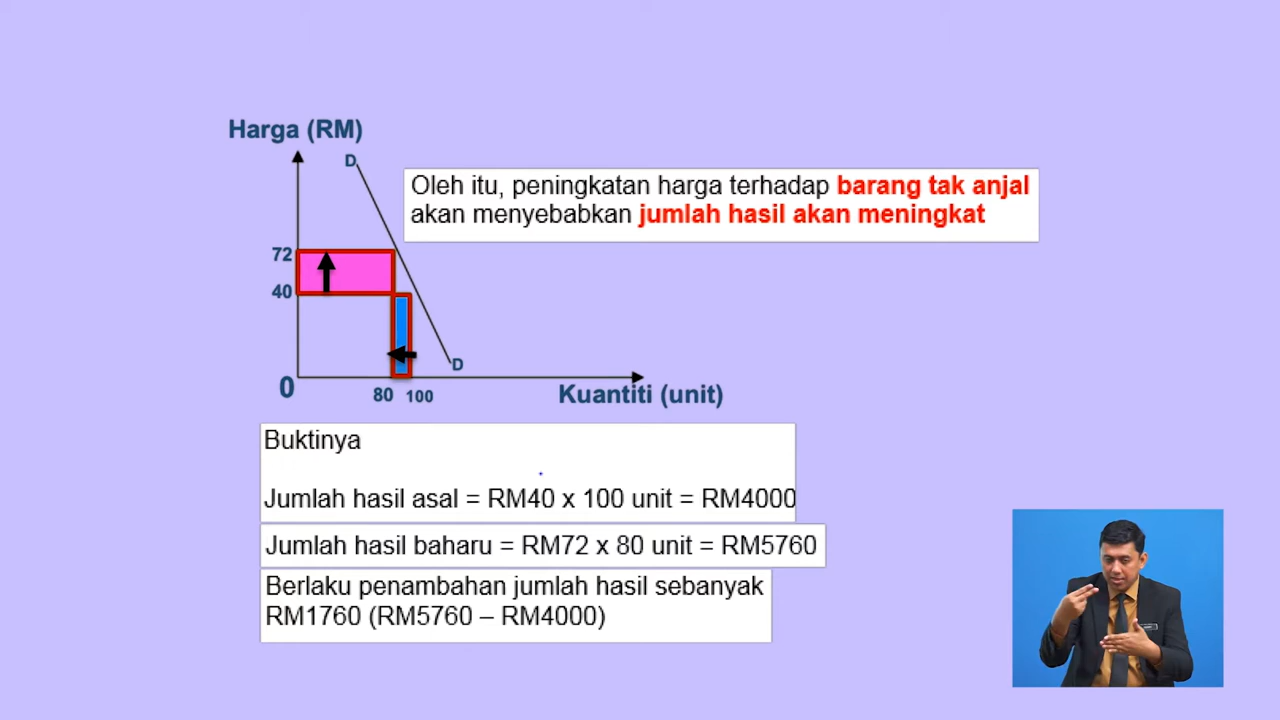 Harga (RM)
D
Oleh itu, peningkatan harga terhadap barang tak anjal
akan menyebabkan jumlah hasil akan meningkat
72
40
D
0
80
100
Kuantiti (unit)
Buktinya
Jumlah hasil asal = RM40 x 100 unit = RM4000
Jumlah hasil baharu = RM72 x 80 unit = RM5760
Berlaku penambahan jumlah hasil sebanyak
RM1760 (RM5760 – RM4000)